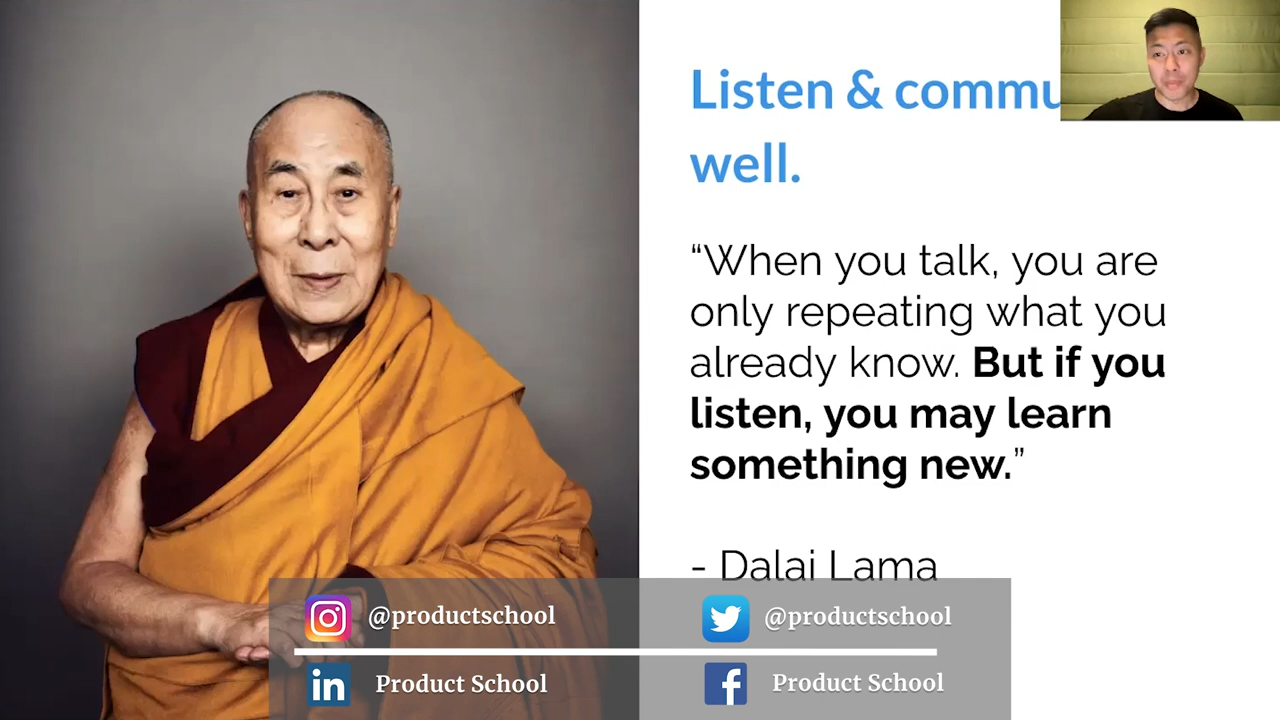 Listen & commu
well.
“When you talk, you are
only repeating what you
already know. But if you
listen, you may learn
something new.”
- Dalai Lama
@productschool
@productschool
Product School
Product School